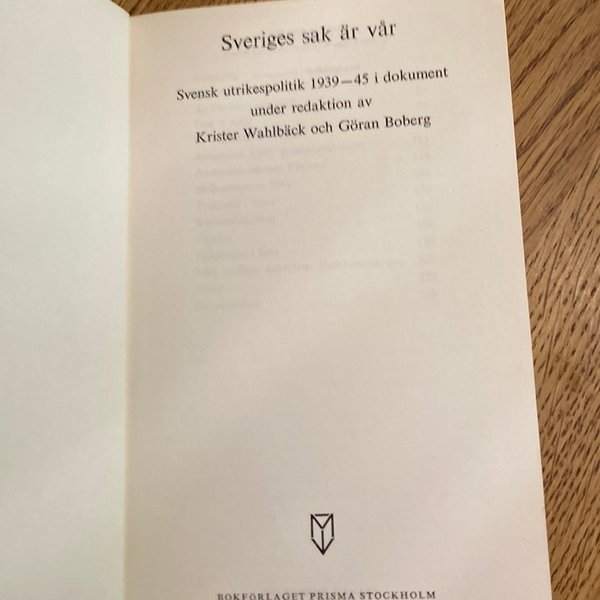 Sveriges sak är vår
Svensk utrikespolitik 1939—45 i dokument
under redaktion av
Krister Wahlbäck och Göran Boberg
BOKFÖRLAGET PRISMA STOCKHOLM